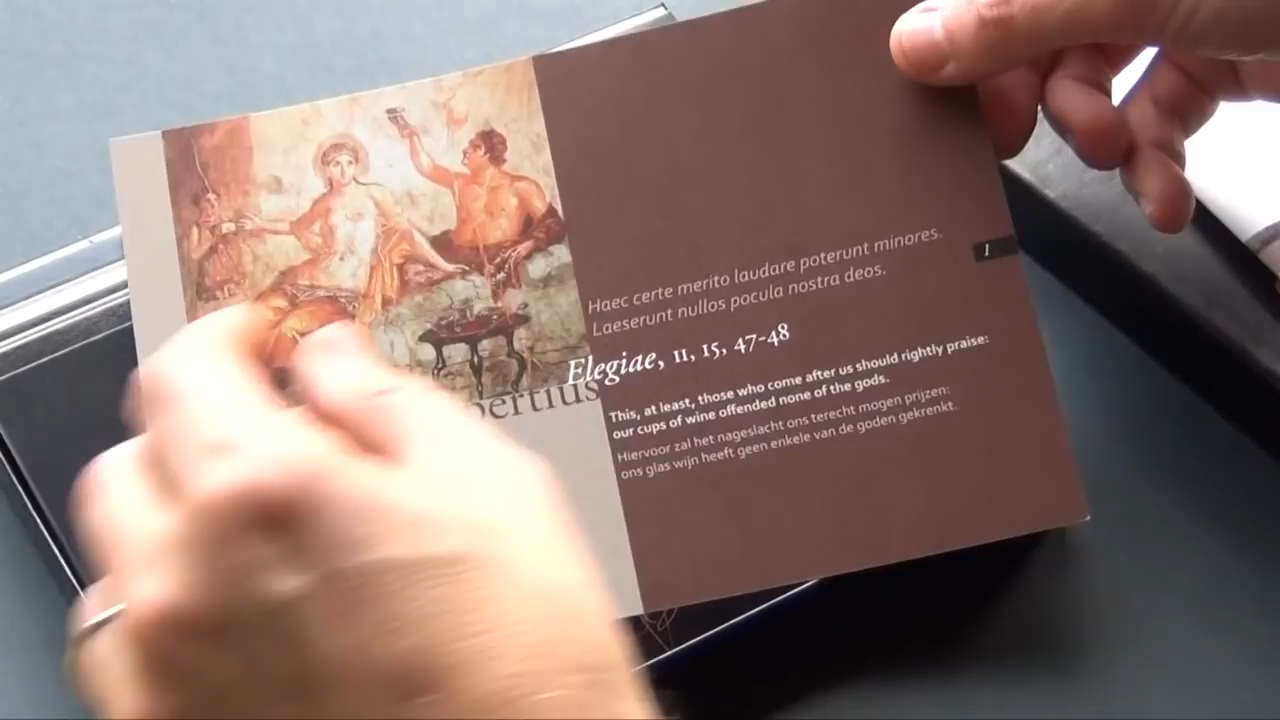 Haec certe merito laudare poterunt minores.
Laeserunt nullos pocula nostra deos.
Elegiae, II, 15, 47-48
This, at least, those who come after us should rightly praise:
our cups of wine offended none of the gods.
Hiervoor zal het nageslacht ons terecht mogen prijzen:
ons glas wijn heeft geen enkele van de goden gekrenkt.
1